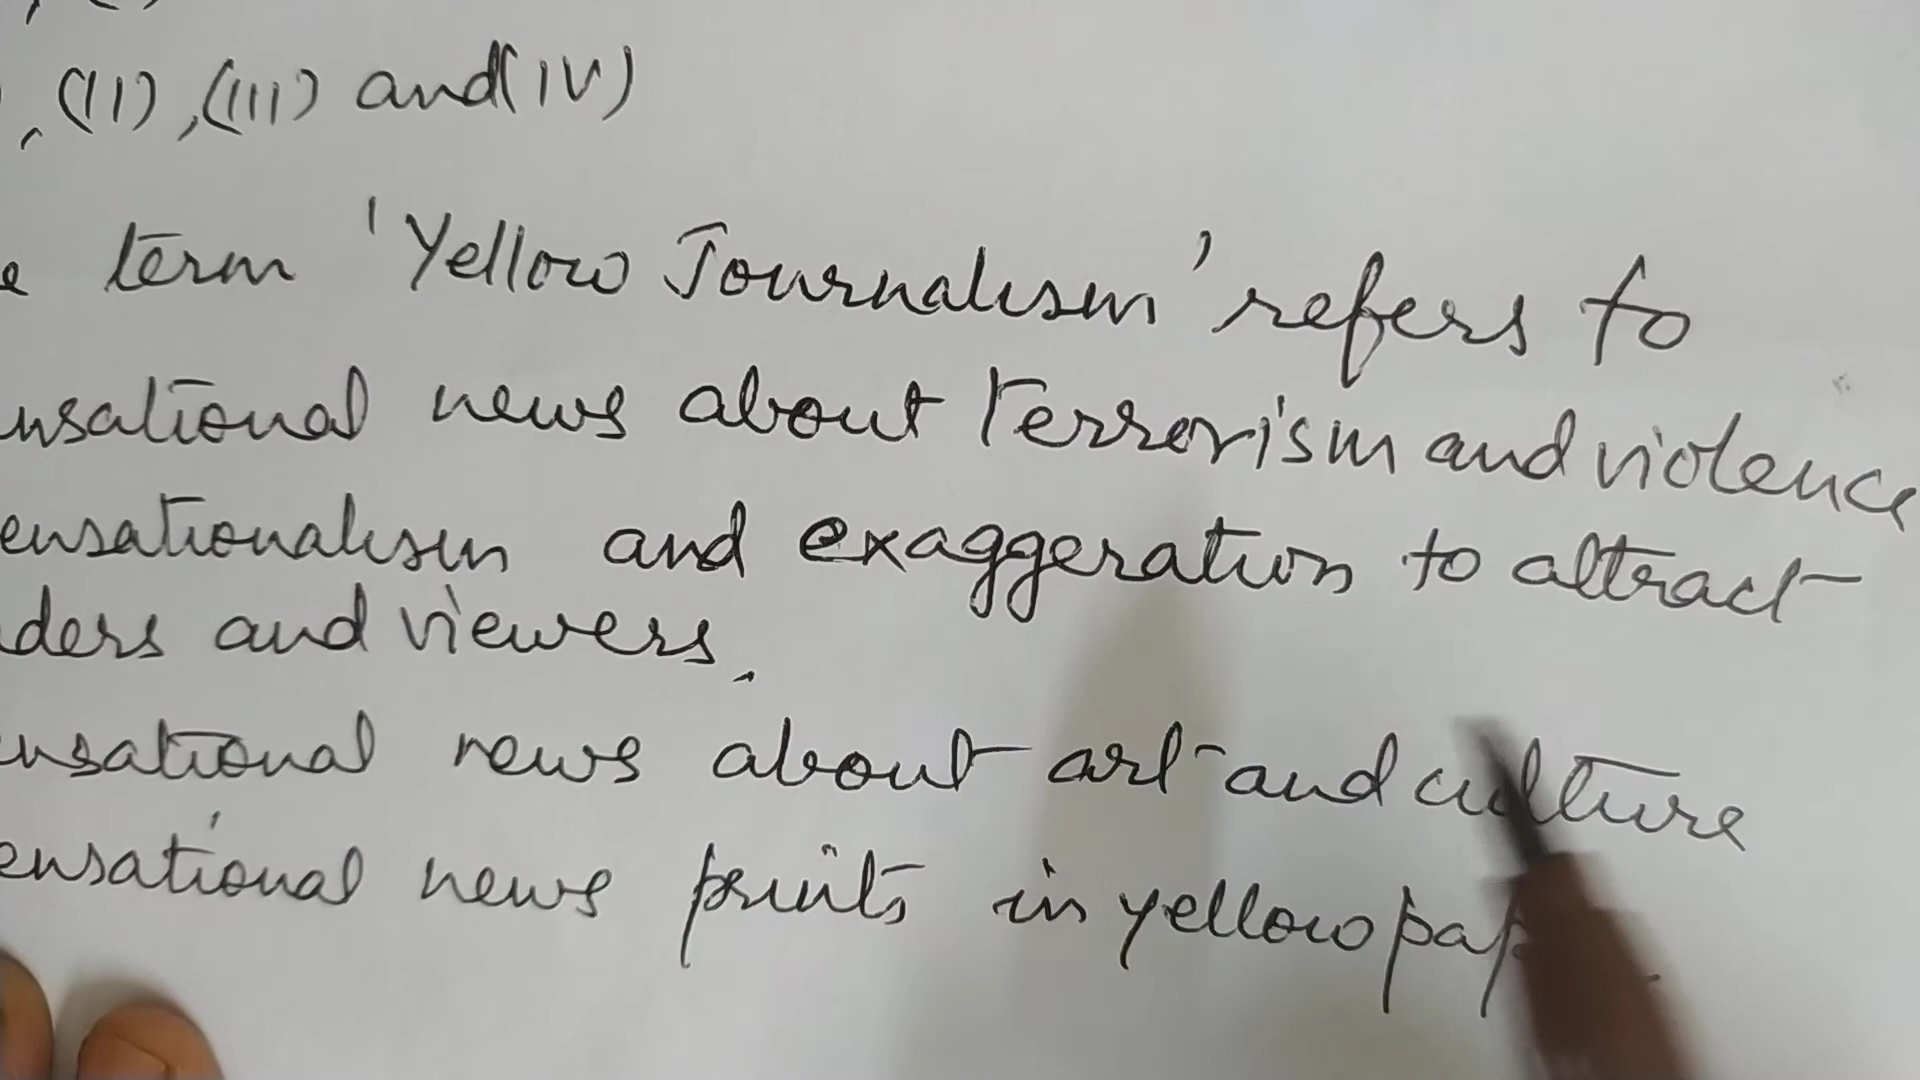 , (II), (III) and (IV)
term 'Yellow Journalism' refers to
nsational news about Terrorism and violence
ensationalism and exaggeration to attract
ders and viewers.
nsational news about art and culture
ensational news prints in yellow pap